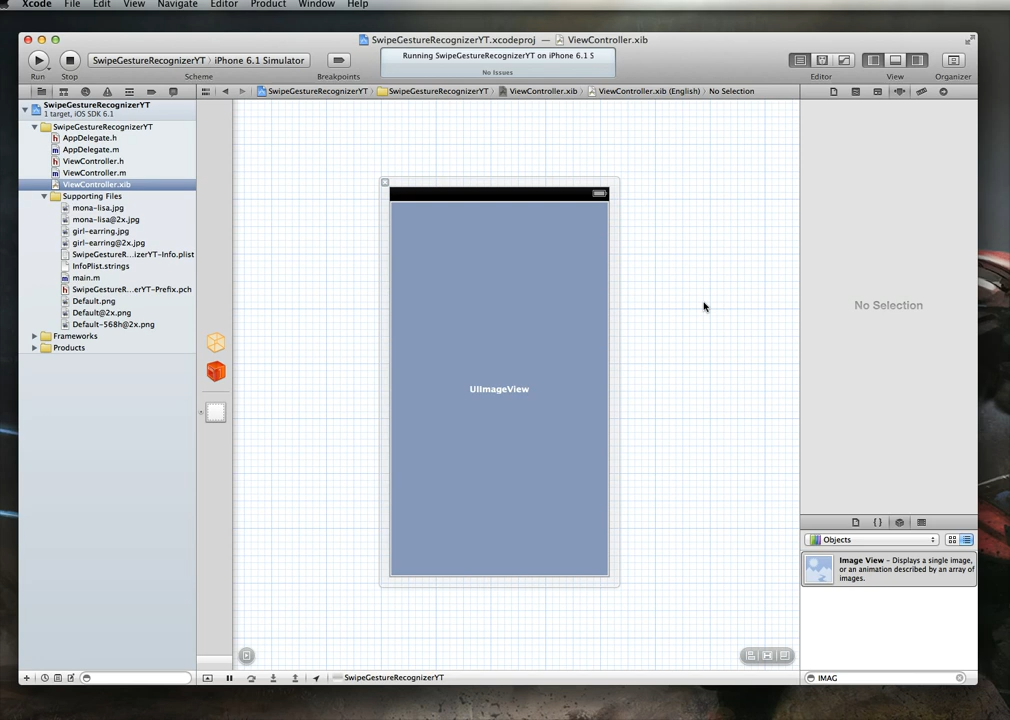 Xcode File Edit View Navigate Editor Product Window Help
SwipeGestureRecognizerYT.xcodeproj — ViewController.xib
SwipeGestureRecognizerYT › iPhone 6.1 Simulator
Running SwipeGestureRecognizerYT on iPhone 6.1 S
No Issues
Run Stop Scheme Breakpoints Editor View Organizer
SwipeGestureRecognizerYT SwipeGestureRecognizerYT ViewController.xib ViewController.xib (English) No Selection
SwipeGestureRecognizerYT
1 target, iOS SDK 6.1
SwipeGestureRecognizerYT
AppDelegate.h
AppDelegate.m
ViewController.h
ViewController.m
ViewController.xib
Supporting Files
mona-lisa.jpg
mona-lisa@2x.jpg
girl-earring.jpg
girl-earring@2x.jpg
SwipeGestureR...izerYT-Info.plist
InfoPlist.strings
main.m
SwipeGestureR...erYT-Prefix.pch
Default.png
Default@2x.png
Default-568h@2x.png
Frameworks
Products
UIImageView
No Selection
Objects
Image View – Displays a single image,
or an animation described by an array of
images.
SwipeGestureRecognizerYT
IMAG